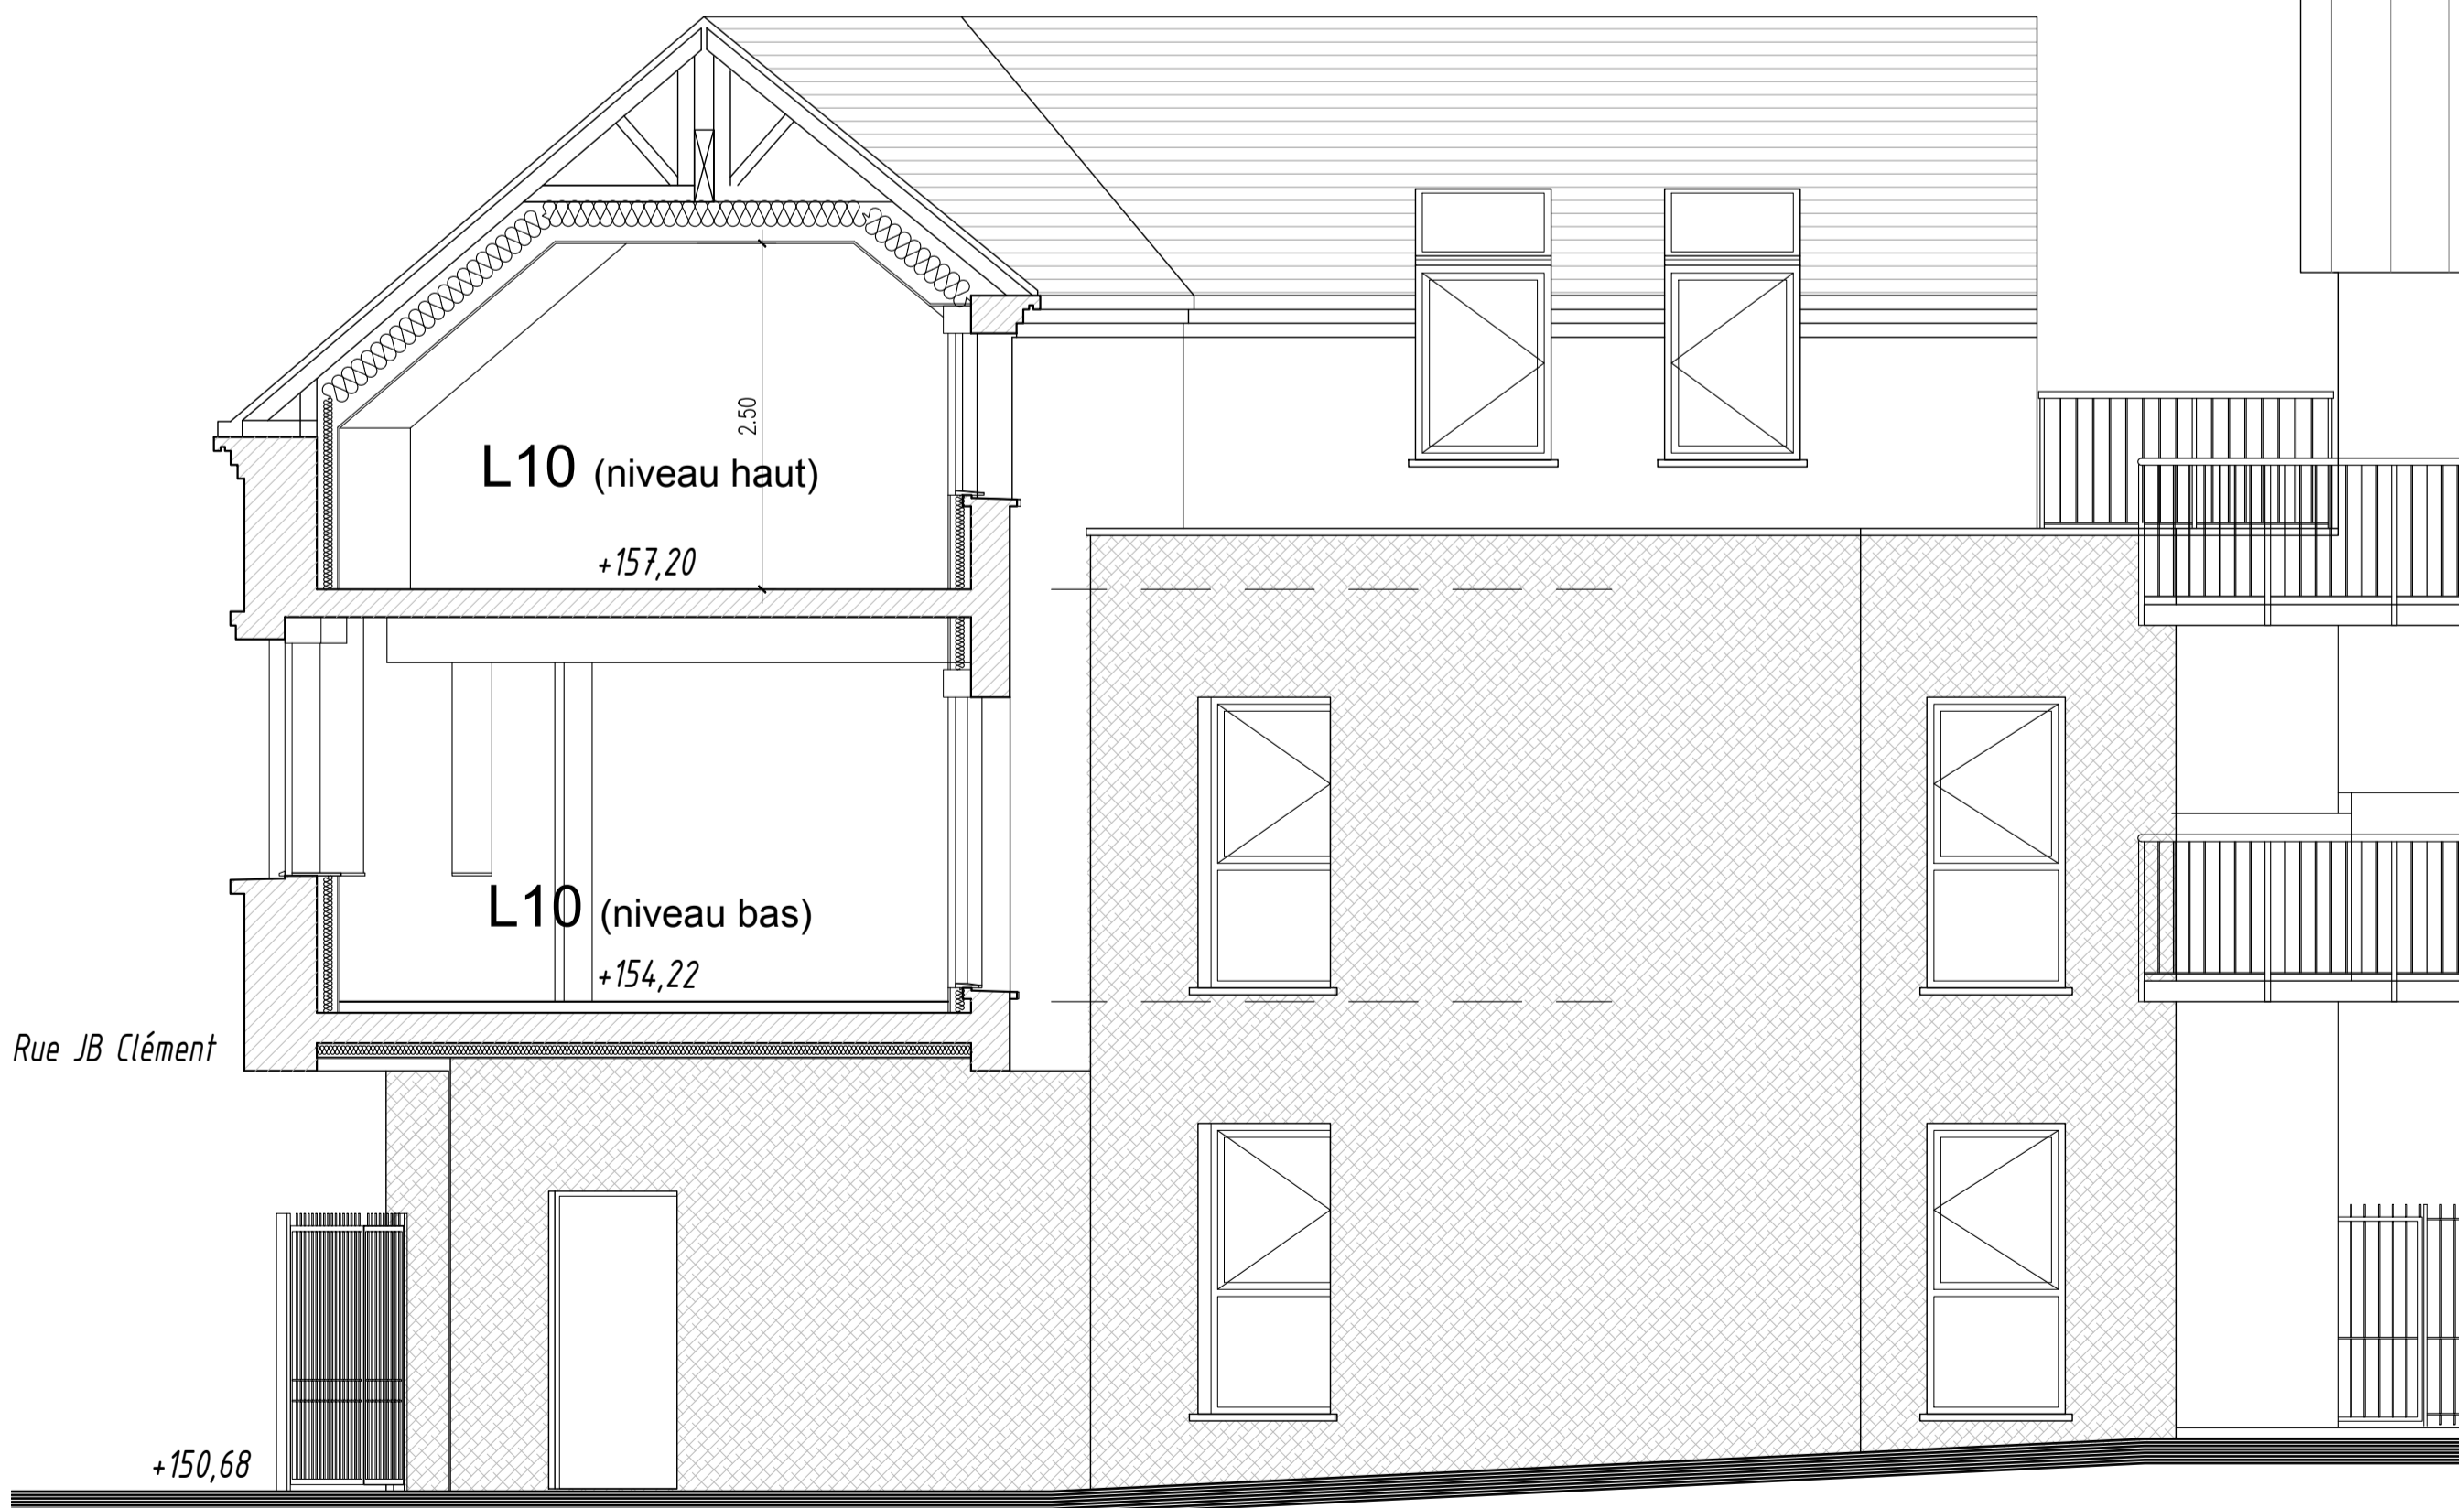 2.50
L10 (niveau haut)
+157,20
L10 (niveau bas)
+154,22
Rue JB Clément
+150,68